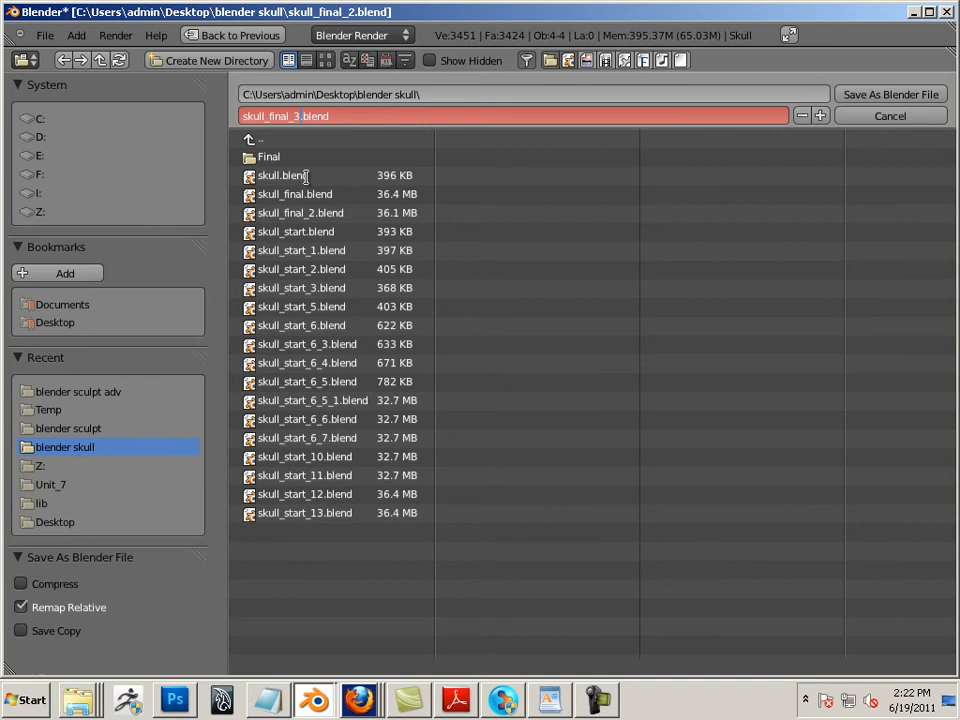 Blender* [C:\Users\admin\Desktop\blender skull\skull_final_2.blend]
File Add Render Help Back to Previous Blender Render Ve:3451 | Fa:3424 | Ob:4-4 | La:0 | Mem:395.37M (65.03M) | Skull
Create New Directory Show Hidden
System
C:
D:
E:
F:
I:
Z:
Bookmarks
Add
Documents
Desktop
Recent
blender sculpt adv
Temp
blender sculpt
blender skull
Z:
Unit_7
lib
Desktop
Save As Blender File
Compress
Remap Relative
Save Copy
C:\Users\admin\Desktop\blender skull\ Save As Blender File
skull_final_3.blend Cancel
..
Final
skull.blend 396 KB
skull_final.blend 36.4 MB
skull_final_2.blend 36.1 MB
skull_start.blend 393 KB
skull_start_1.blend 397 KB
skull_start_2.blend 405 KB
skull_start_3.blend 368 KB
skull_start_5.blend 403 KB
skull_start_6.blend 622 KB
skull_start_6_3.blend 633 KB
skull_start_6_4.blend 671 KB
skull_start_6_5.blend 782 KB
skull_start_6_5_1.blend 32.7 MB
skull_start_6_6.blend 32.7 MB
skull_start_6_7.blend 32.7 MB
skull_start_10.blend 32.7 MB
skull_start_11.blend 32.7 MB
skull_start_12.blend 36.4 MB
skull_start_13.blend 36.4 MB
Start Ps 2:22 PM
6/19/2011